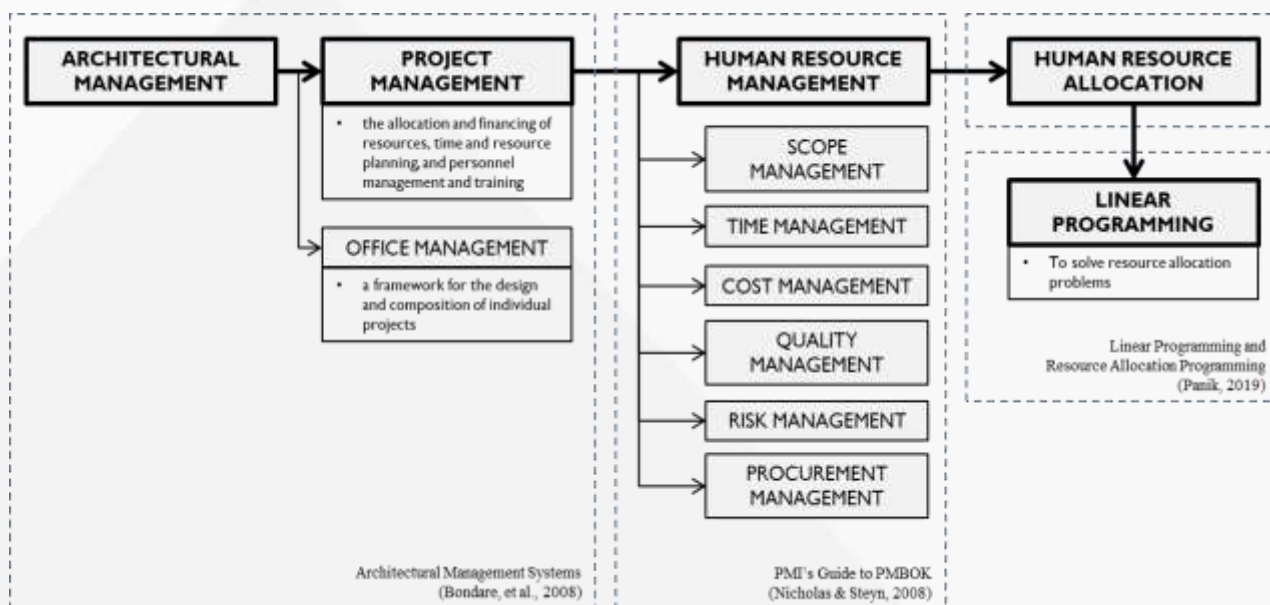 ARCHITECTURAL
MANAGEMENT
PROJECT
MANAGEMENT
• the allocation and financing of
resources, time and resource
planning, and personnel
management and training
OFFICE MANAGEMENT
• a framework for the design
and composition of individual
projects
Architectural Management Systems
(Bondare, et al., 2008)
HUMAN RESOURCE
MANAGEMENT
SCOPE
MANAGEMENT
TIME MANAGEMENT
COST MANAGEMENT
QUALITY
MANAGEMENT
RISK MANAGEMENT
PROCUREMENT
MANAGEMENT
PMI's Guide to PMBOK
(Nicholas & Steyn, 2008)
HUMAN RESOURCE
ALLOCATION
LINEAR
PROGRAMMING
• To solve resource allocation
problems
Linear Programming and
Resource Allocation Programming
(Panik, 2019)